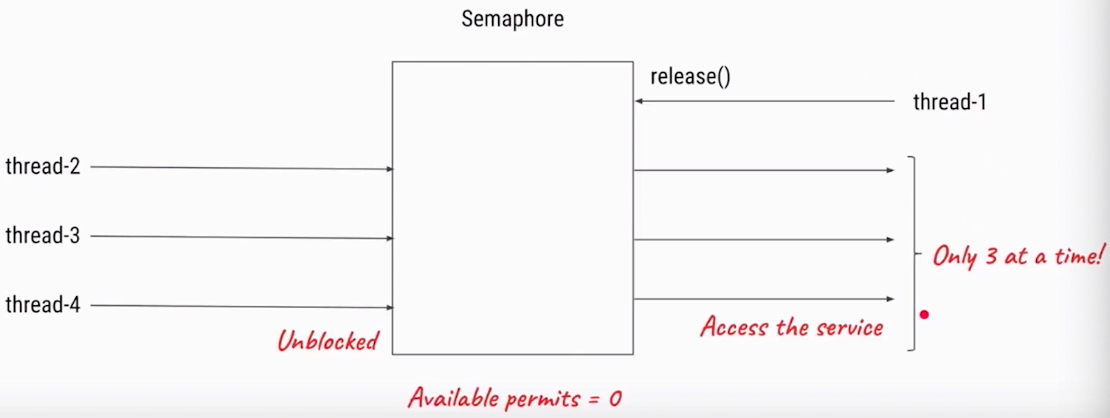 Semaphore
release()
thread-1
thread-2
thread-3
Only 3 at a time!
thread-4
Access the service
Unblocked
Available permits = 0